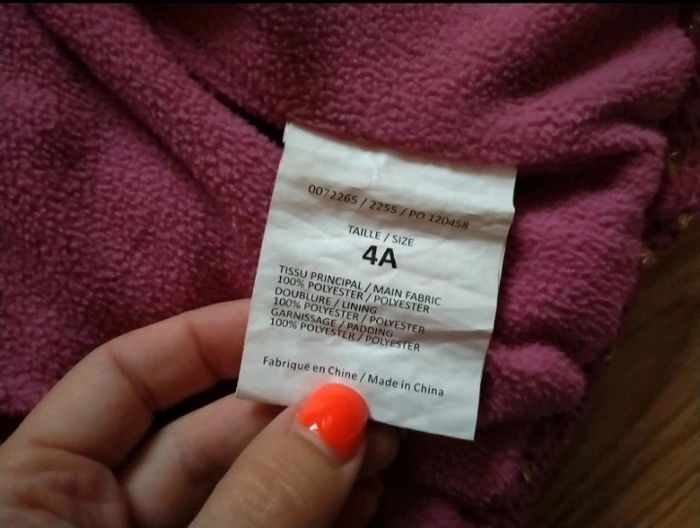 0072265 / 2255 / PO 120458
TAILLE / SIZE
4A
TISSU PRINCIPAL / MAIN FABRIC
100% POLYESTER / POLYESTER
DOUBLURE / LINING
100% POLYESTER / POLYESTER
GARNISSAGE / PADDING
100% POLYESTER / POLYESTER
Fabriqué en Chine / Made in China